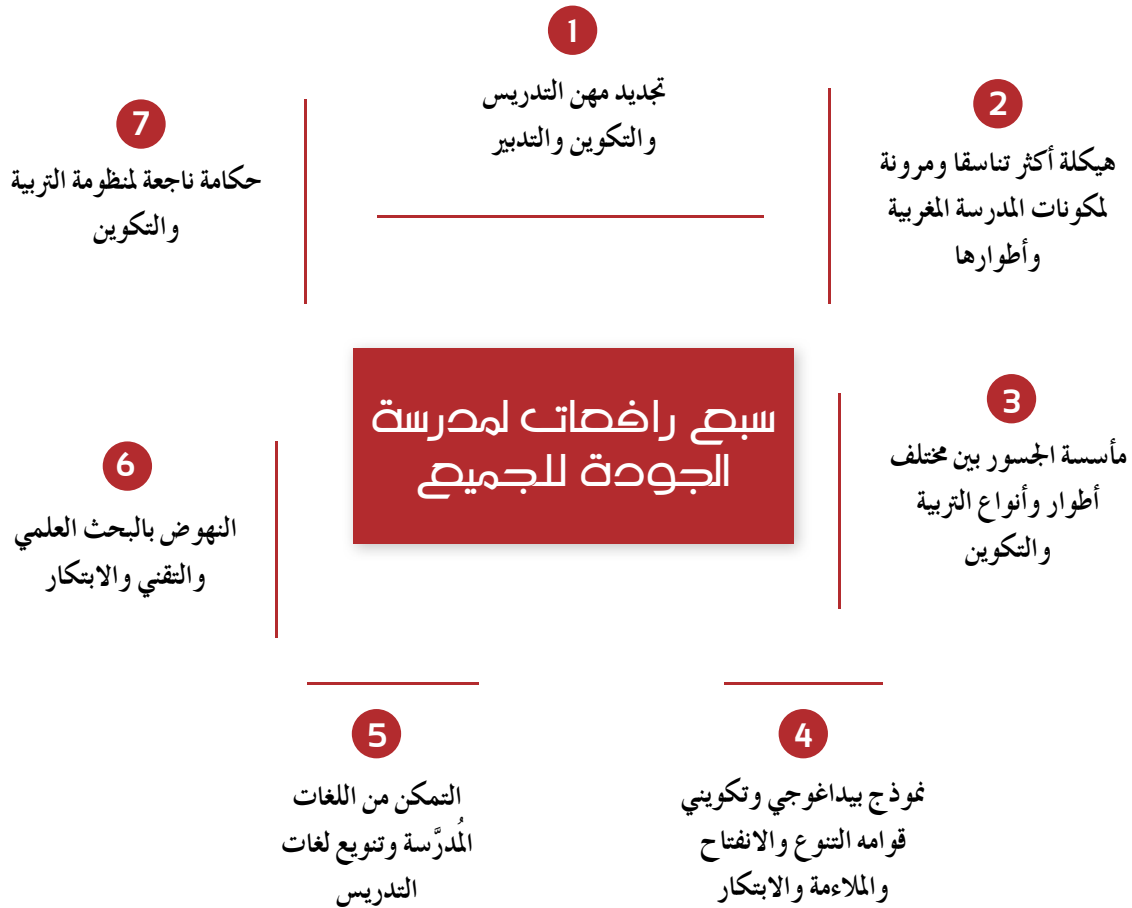 سبع رافعات لمدرسة
الجودة للجميع
1
تجديد مهن التدريس
والتكوين والتدبير
2
هيكلة أكثر تناسقا ومرونة
لمكونات المدرسة المغربية
وأطوارها
3
مأسسة الجسور بين مختلف
أطوار وأنواع التربية
والتكوين
4
نموذج بيداغوجي وتكويني
قوامه التنوع والانفتاح
والملاءمة والابتكار
5
التمكن من اللغات
المُدرَّسة وتنويع لغات
التدريس
6
النهوض بالبحث العلمي
والتقني والابتكار
7
حكامة ناجعة لمنظومة التربية
والتكوين